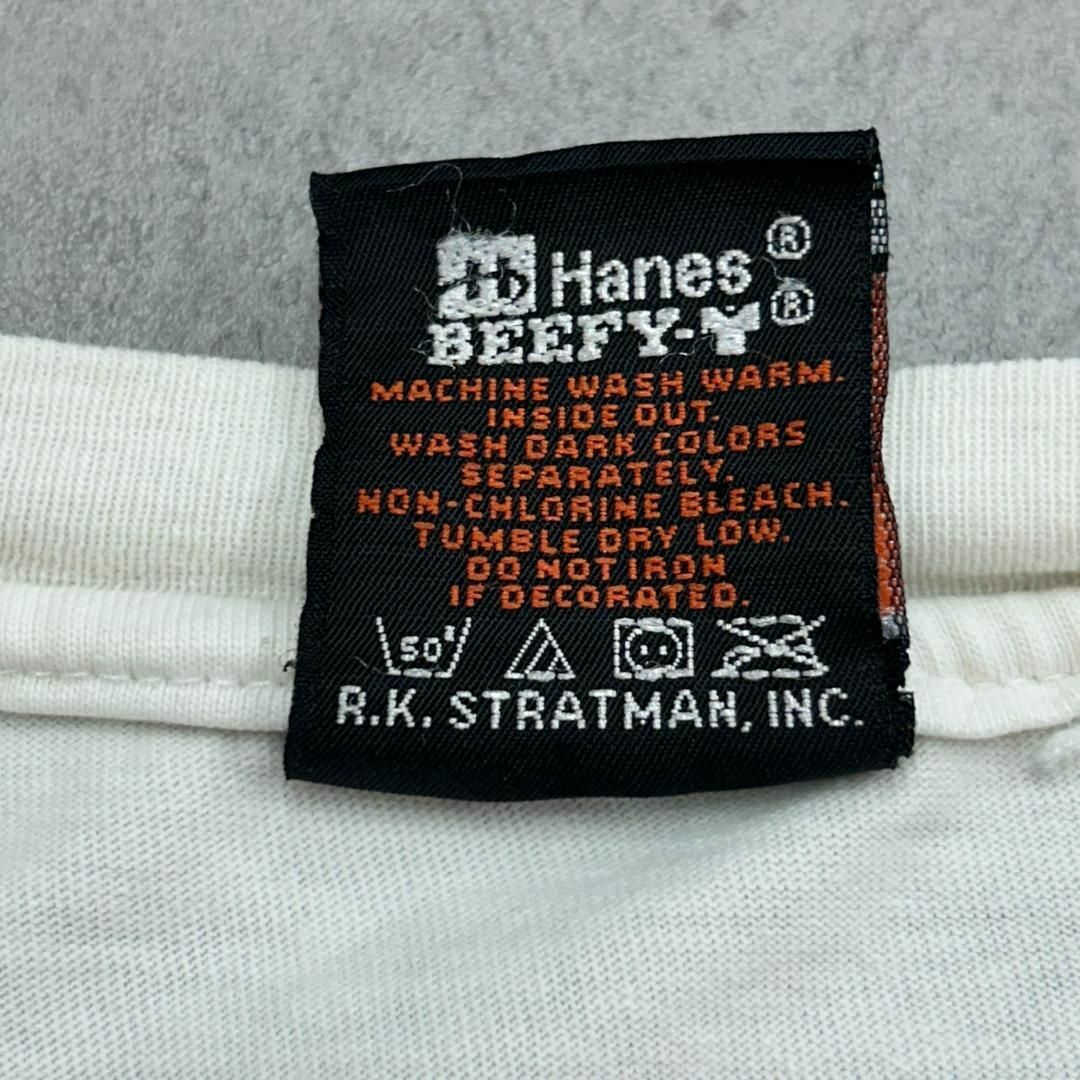 Hanes ®
BEEFY-T ®
MACHINE WASH WARM.
INSIDE OUT.
WASH DARK COLORS
SEPARATELY.
NON-CHLORINE BLEACH.
TUMBLE DRY LOW.
DO NOT IRON
IF DECORATED.
50°
R.K. STRATMAN, INC.